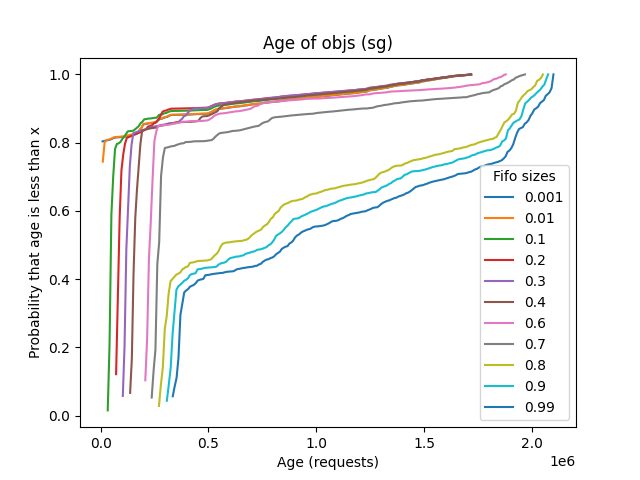 Age of objs (sg)
Probability that age is less than x
1.0
0.8
0.6
0.4
0.2
0.0
Fifo sizes
0.001
0.01
0.1
0.2
0.3
0.4
0.6
0.7
0.8
0.9
0.99
0.0 0.5 1.0 1.5 2.0
1e6
Age (requests)